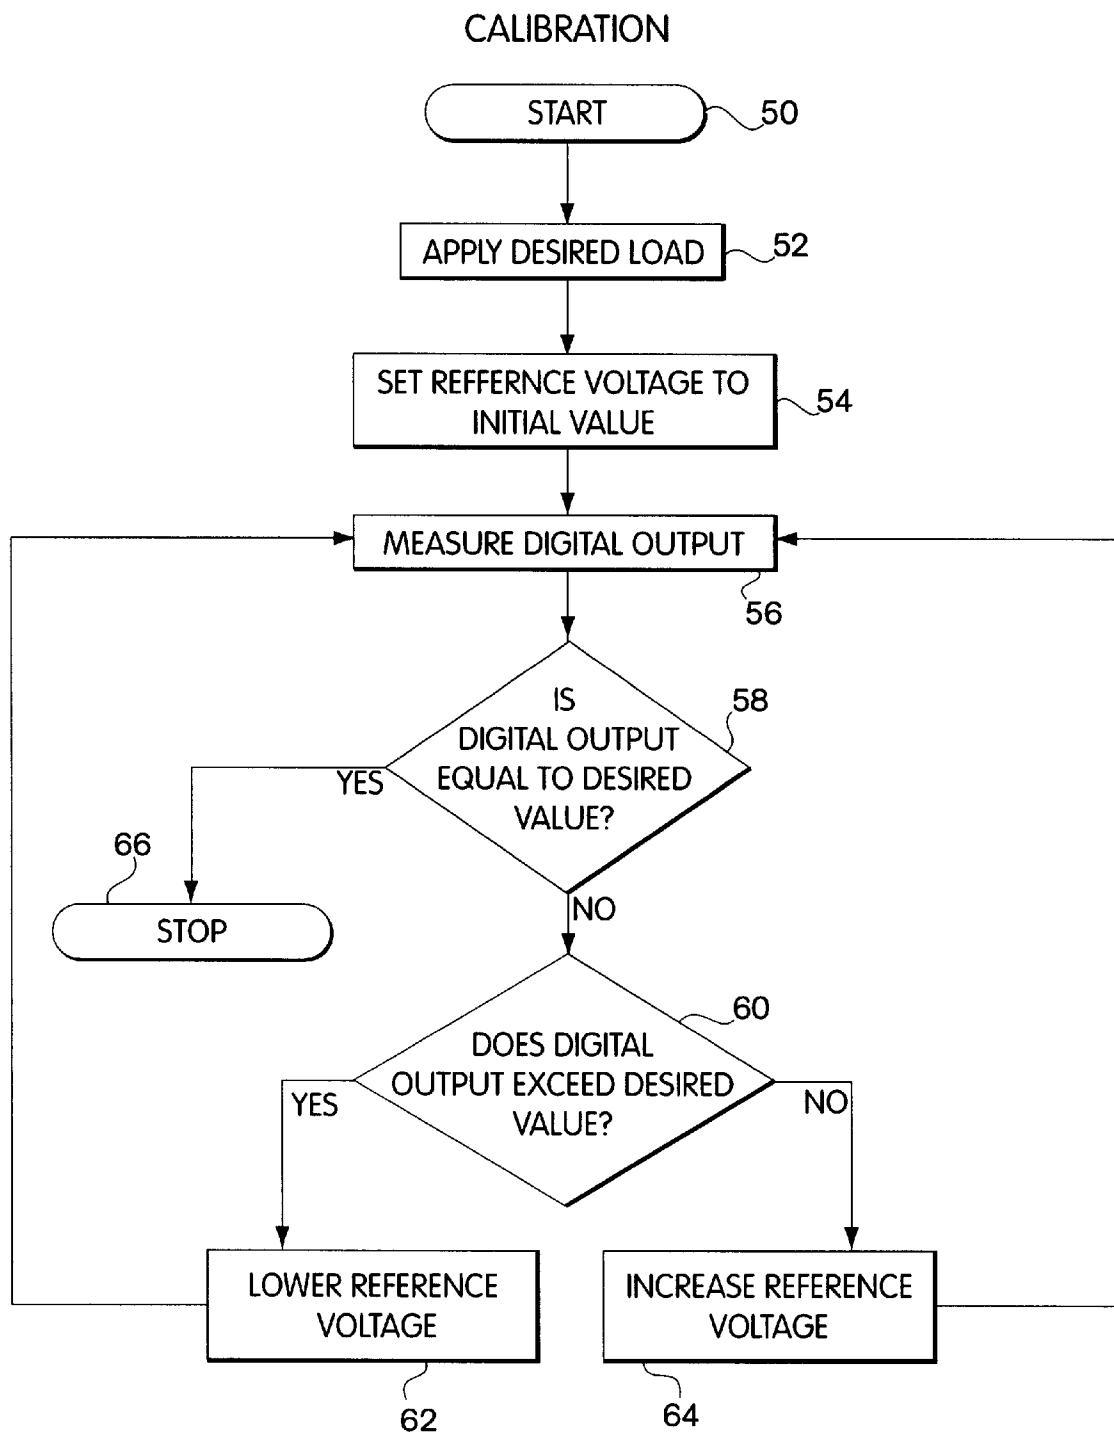 CALIBRATION
START
50
APPLY DESIRED LOAD
52
SET REFFERNCE VOLTAGE TO
INITIAL VALUE
54
MEASURE DIGITAL OUTPUT
56
IS
DIGITAL OUTPUT
EQUAL TO DESIRED
VALUE?
58
YES
66
STOP
NO
60
DOES DIGITAL
OUTPUT EXCEED DESIRED
VALUE?
YES
NO
LOWER REFERENCE
VOLTAGE
62
INCREASE REFERENCE
VOLTAGE
64